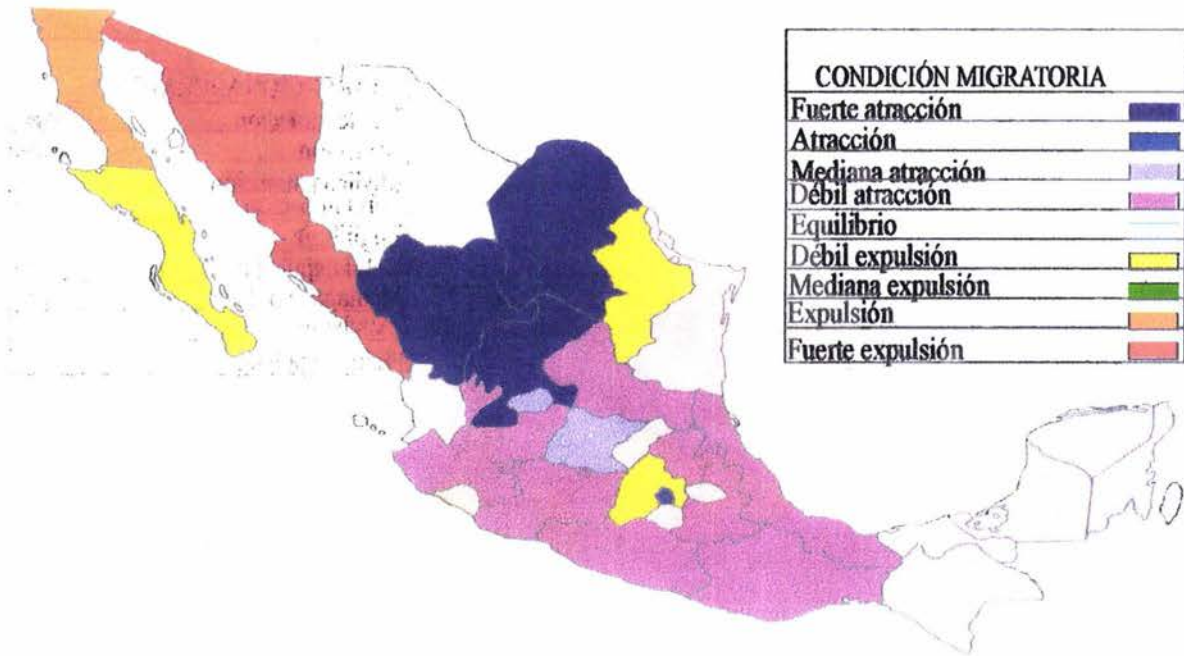 CONDICIÓN MIGRATORIA
Fuerte atracción
Atracción
Mediana atracción
Débil atracción
Equilibrio
Débil expulsión
Mediana expulsión
Expulsión
Fuerte expulsión